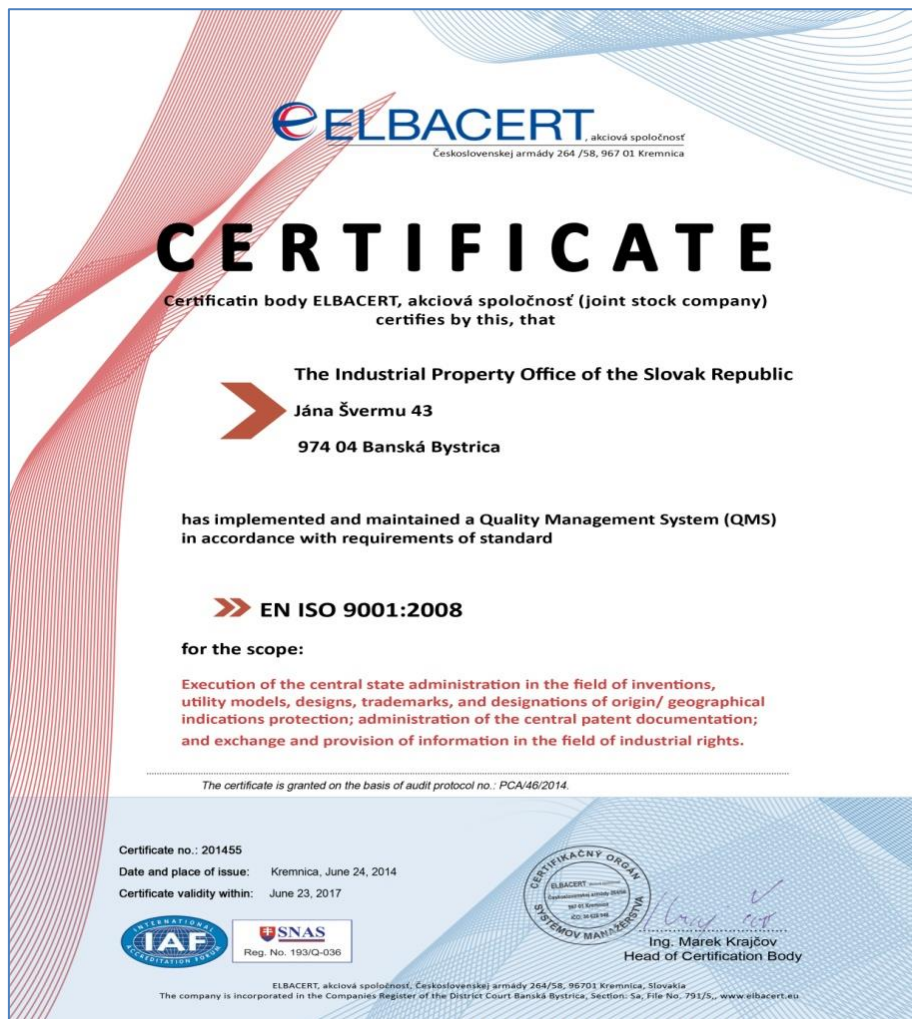 ELBACERT, akciová spoločnosť
Československej armády 264 /58, 967 01 Kremnica
CERTIFICATE
Certificatin body ELBACERT, akciová spoločnosť (joint stock company)
certifies by this, that
The Industrial Property Office of the Slovak Republic
Jána Švermu 43
974 04 Banská Bystrica
has implemented and maintained a Quality Management System (QMS)
in accordance with requirements of standard
EN ISO 9001:2008
for the scope:
Execution of the central state administration in the field of inventions,
utility models, designs, trademarks, and designations of origin/ geographical
indications protection; administration of the central patent documentation;
and exchange and provision of information in the field of industrial rights.
The certificate is granted on the basis of audit protocol no.: PCA/46/2014.
Certificate no.: 201455
Date and place of issue: Kremnica, June 24, 2014
Certificate validity within: June 23, 2017
INTERNATIONAL
IAF
ACCREDITATION FORUM
SNAS
Reg. No. 193/Q-036
CERTIFIKAČNÝ ORGÁN
ELBACERT
967 01 Kremnica
SYSTÉMOV MANAŽÉRSTVA
Ing. Marek Krajčov
Head of Certification Body
ELBACERT, akciová spoločnosť, Československej armády 264/58, 96701 Kremnica, Slovakia
The company is incorporated in the Companies Register of the District Court Banská Bystrica, Section: Sa, File No. 791/S,, www.elbacert.eu